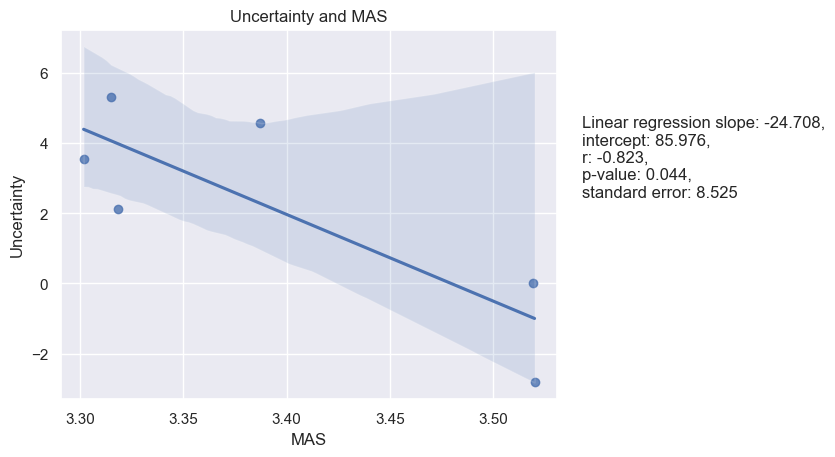 Uncertainty and MAS
6
4
2
0
−2
Uncertainty
3.30
3.35
3.40
3.45
3.50
MAS
Linear regression slope: -24.708,
intercept: 85.976,
r: -0.823,
p-value: 0.044,
standard error: 8.525